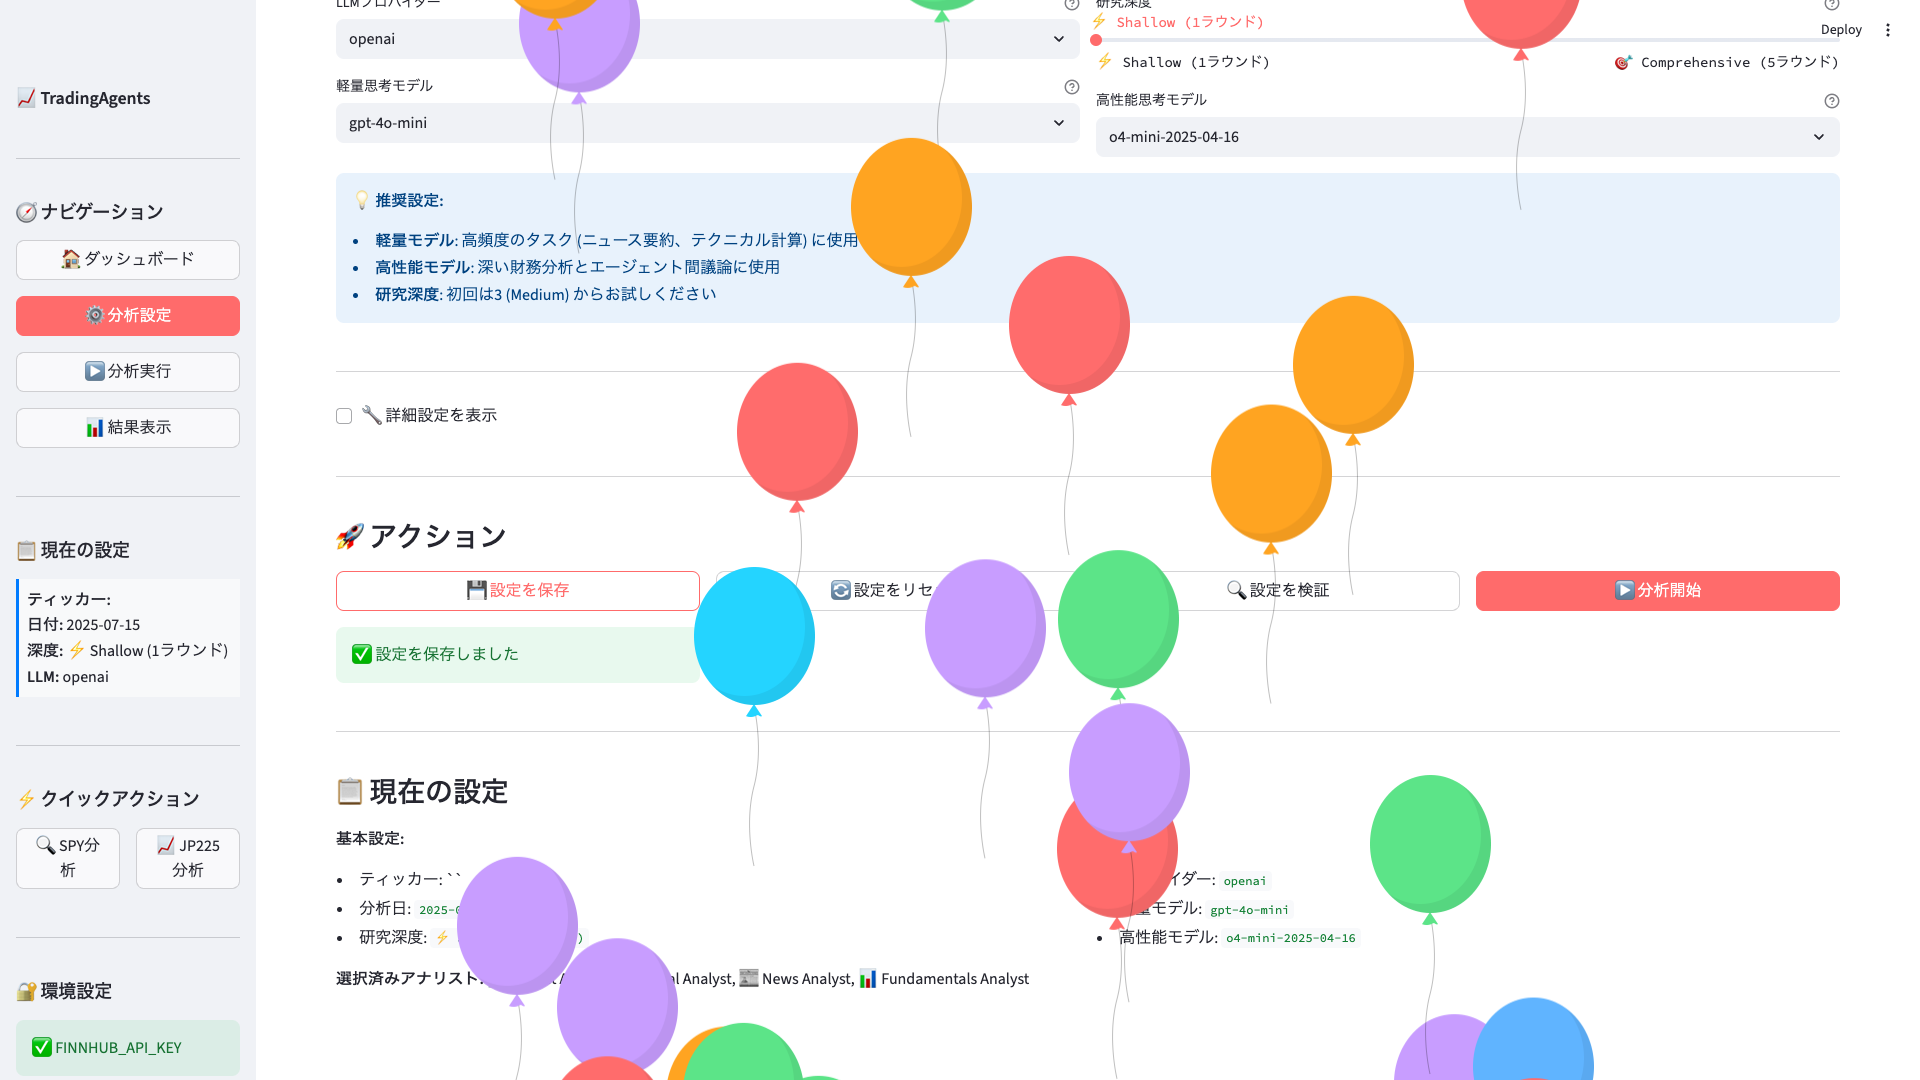 TradingAgents
ナビゲーション
ダッシュボード
分析設定
分析実行
結果表示
現在の設定
ティッカー:
日付: 2025-07-15
深度: ⚡ Shallow (1ラウンド)
LLM: openai
クイックアクション
SPY分析
JP225分析
環境設定
FINNHUB_API_KEY
Deploy
LLMプロバイダー
openai
軽量思考モデル
gpt-4o-mini
研究深度
⚡ Shallow (1ラウンド)
⚡ Shallow (1ラウンド)
🎯 Comprehensive (5ラウンド)
高性能思考モデル
o4-mini-2025-04-16
推奨設定:
• 軽量モデル: 高頻度のタスク (ニュース要約、テクニカル計算) に使用
• 高性能モデル: 深い財務分析とエージェント間議論に使用
• 研究深度: 初回は3 (Medium) からお試しください
詳細設定を表示
アクション
設定を保存
設定をリセ
設定を検証
分析開始
設定を保存しました
現在の設定
基本設定:
• ティッカー: ``
• 分析日: 2025-
• 研究深度: ⚡
イダー: openai
モデル: gpt-4o-mini
• 高性能モデル: o4-mini-2025-04-16
選択済みアナリスト:
Analyst, News Analyst, Fundamentals Analyst